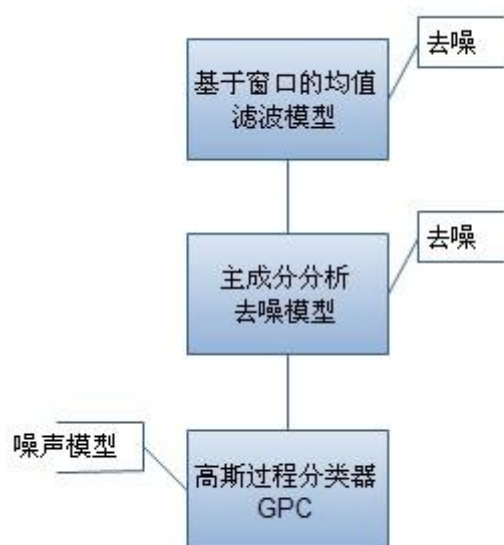 去噪
基于窗口的均值
滤波模型
去噪
主成分分析
去噪模型
噪声模型
高斯过程分类器
GPC